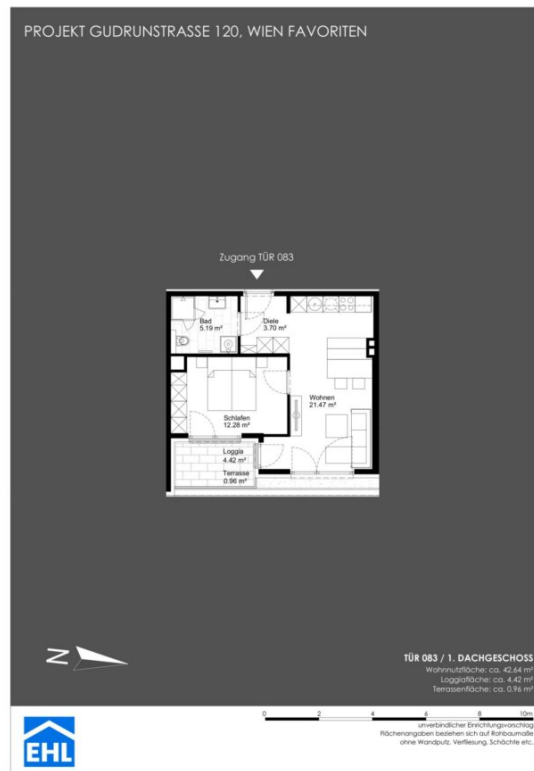 PROJEKT GUDRUNSTRASSE 120, WIEN FAVORITEN
Zugang TÜR 083
Bad
5.19 m²
Diele
3.70 m²
Wohnen
21.47 m²
Schlafen
12.28 m²
Loggia
4.42 m²
Terrasse
0.96 m²
N
TÜR 083 / 1. DACHGESCHOSS
Wohnnutzfläche: ca. 42.64 m²
Loggiafläche: ca. 4.42 m²
Terrassenfläche: ca. 0.96 m²
0 2 4 6 8 10m
unverbindlicher Einrichtungsvorschlag
Flächenangaben beziehen sich auf Rohbaumaße
ohne Wandputz, Verfliesung, Schächte etc.
EHL